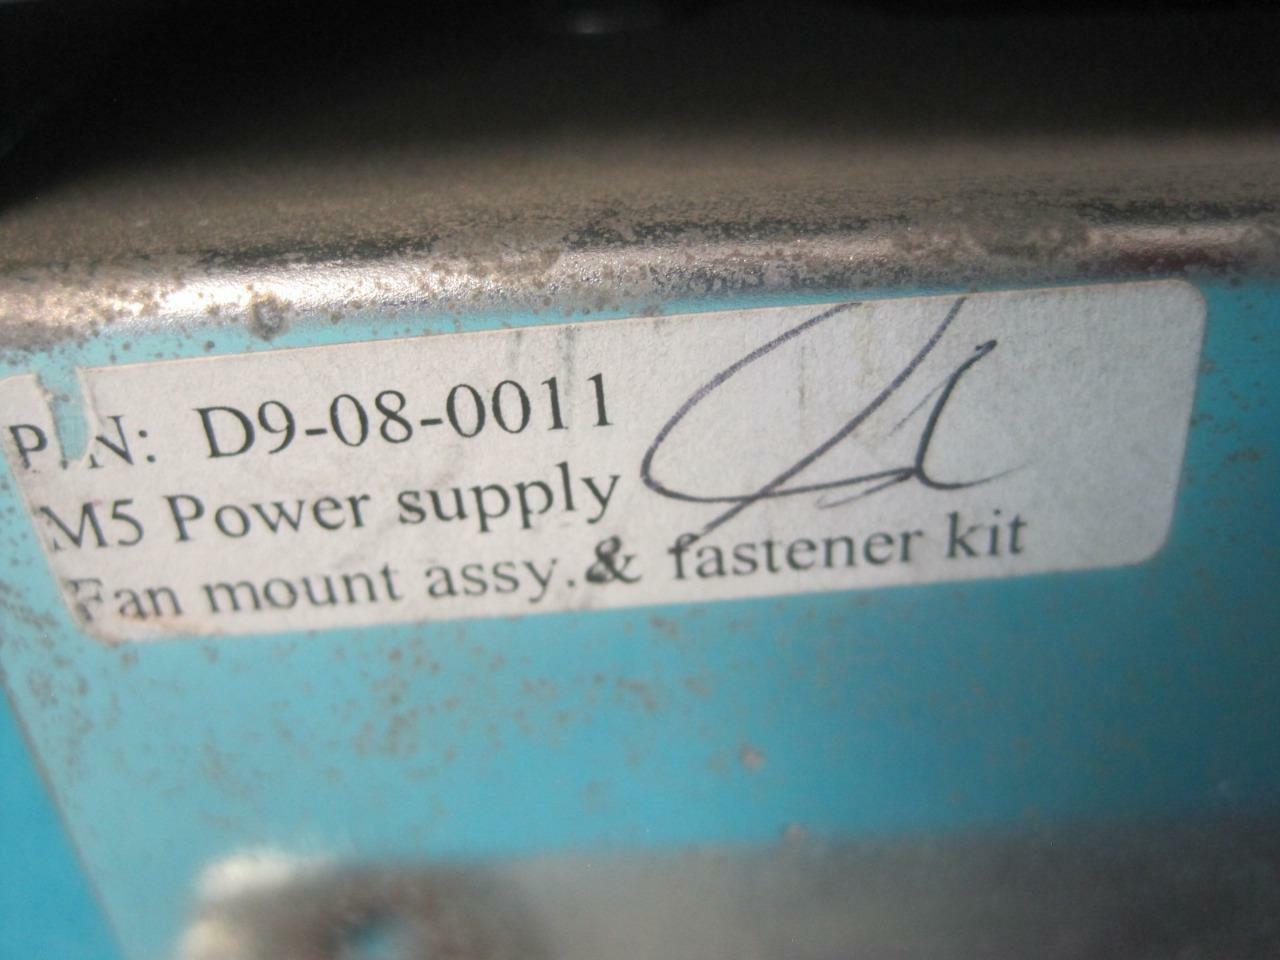 P/N: D9-08-0011
M5 Power supply
Fan mount assy.& fastener kit